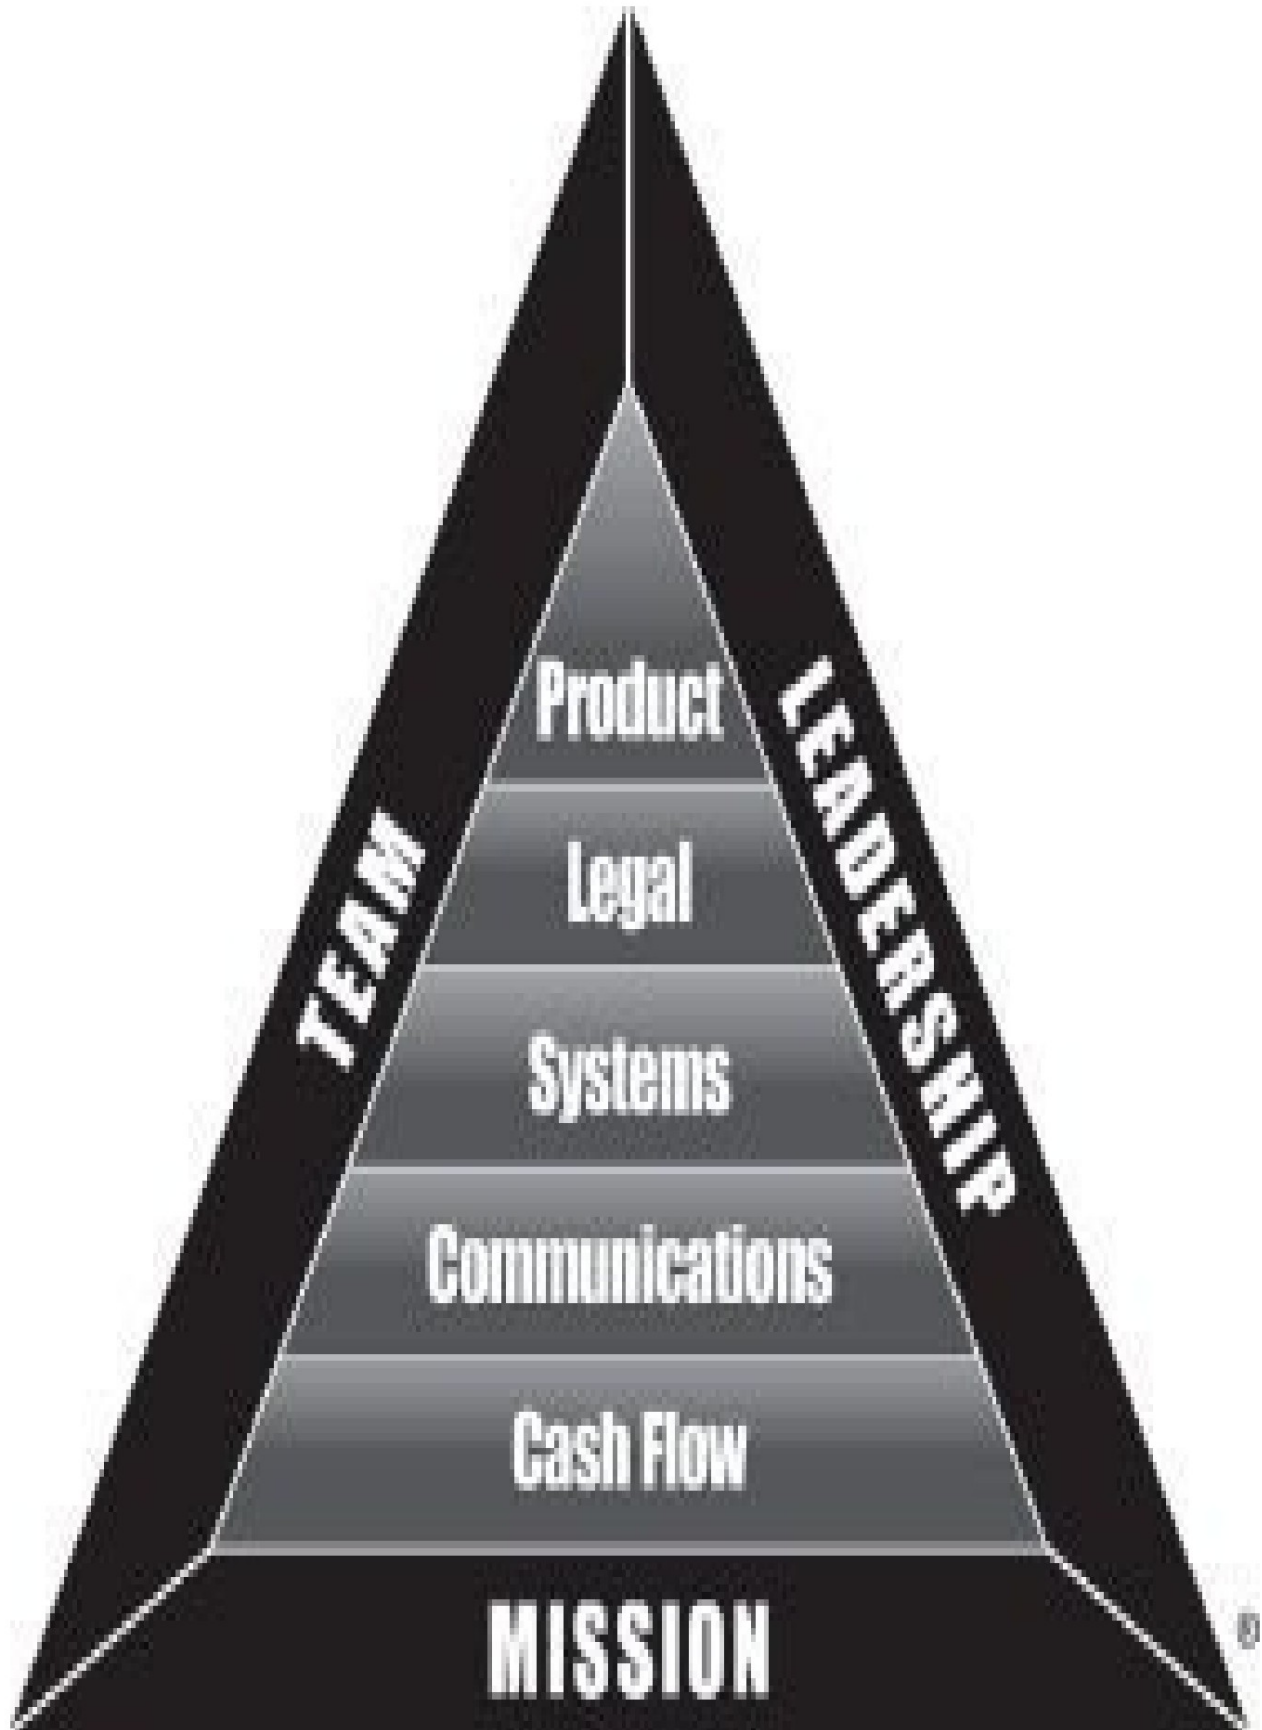 Product
LEADERSHIP
Legal
TEAM
Systems
Communications
Cash Flow
MISSION
®